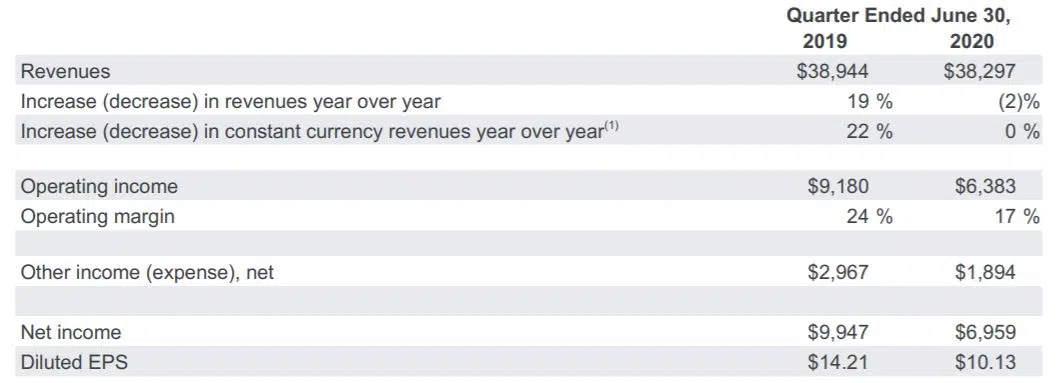 Quarter Ended June 30,
2019 2020
Revenues $38,944 $38,297
Increase (decrease) in revenues year over year 19 % (2)%
Increase (decrease) in constant currency revenues year over year(1) 22 % 0 %
Operating income $9,180 $6,383
Operating margin 24 % 17 %
Other income (expense), net $2,967 $1,894
Net income $9,947 $6,959
Diluted EPS $14.21 $10.13